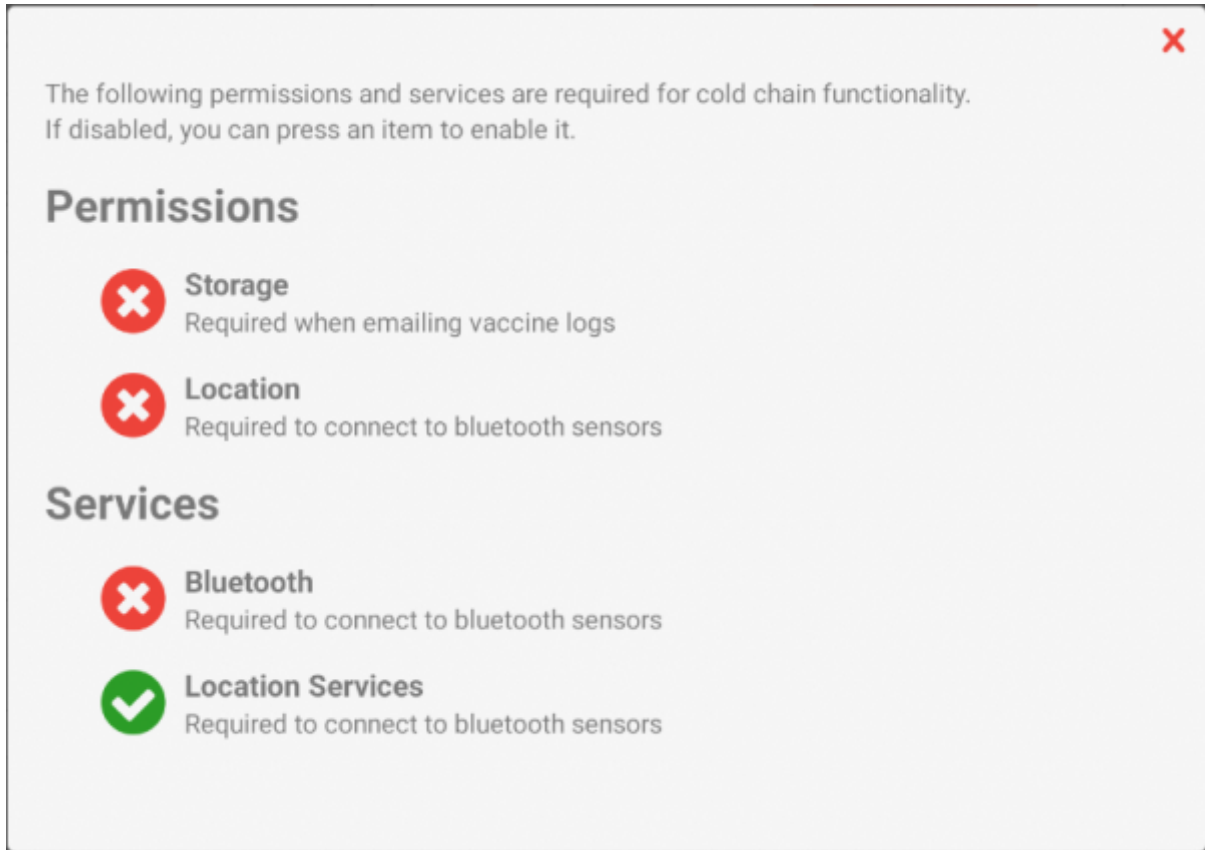 The following permissions and services are required for cold chain functionality.
If disabled, you can press an item to enable it.
Permissions
Storage
Required when emailing vaccine logs
Location
Required to connect to bluetooth sensors
Services
Bluetooth
Required to connect to bluetooth sensors
Location Services
Required to connect to bluetooth sensors